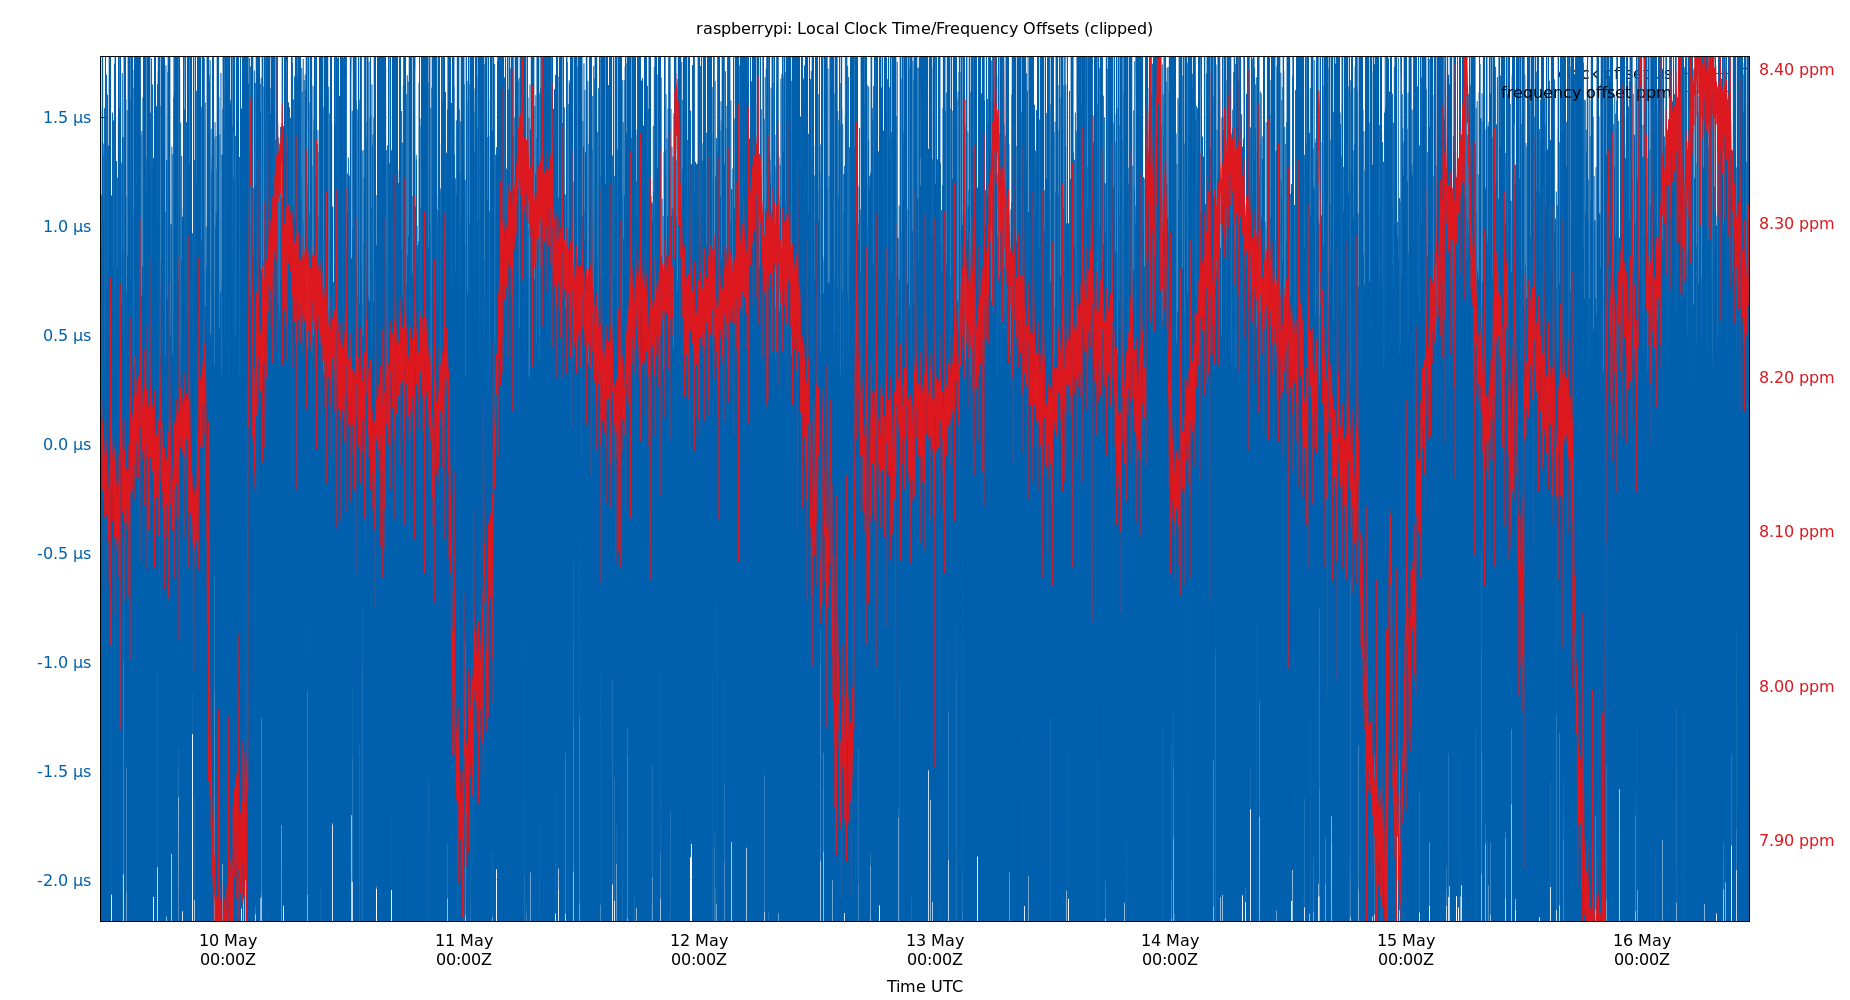 raspberrypi: Local Clock Time/Frequency Offsets (clipped)
8.40 ppm
frequency offset ppm
1.5 µs
8.30 ppm
1.0 µs
0.5 µs
8.20 ppm
0.0 µs
8.10 ppm
-0.5 µs
-1.0 µs
8.00 ppm
-1.5 µs
7.90 ppm
-2.0 µs
10 May 11 May 12 May 13 May 14 May 15 May 16 May
00:00Z 00:00Z 00:00Z 00:00Z 00:00Z 00:00Z 00:00Z
Time UTC